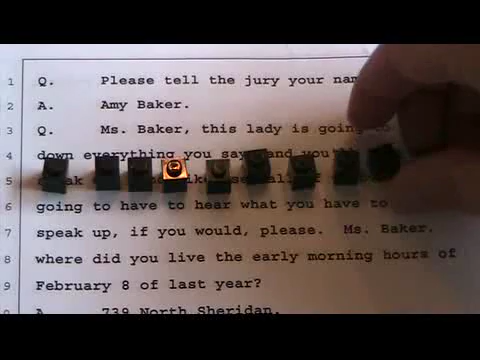 1 Q. Please tell the jury your
2 A. Amy Baker.
3 Q. Ms. Baker, this lady is going to
4 down everything you say and
5
6 going to have to hear what you have to
7 speak up, if you would, please. Ms. Baker.
8 where did you live the early morning hours of
9 February 8 of last year?
739 North Sheridan.